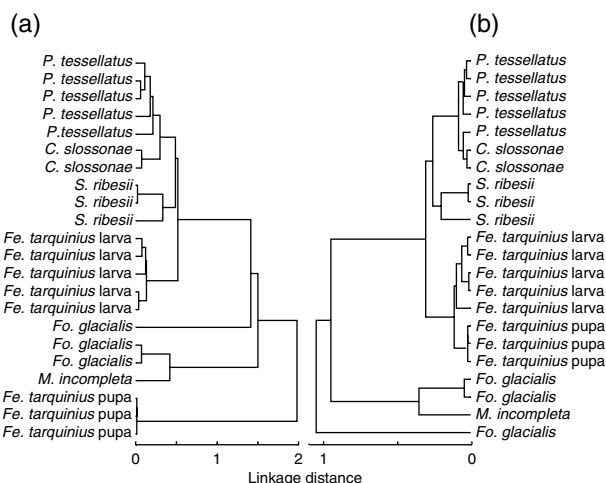 (a)
P. tessellatus
P. tessellatus
P. tessellatus
P. tessellatus
P.tessellatus
C. slossonae
C. slossonae
S. ribesii
S. ribesii
S. ribesii
Fe. tarquinius larva
Fe. tarquinius larva
Fe. tarquinius larva
Fe. tarquinius larva
Fe. tarquinius larva
Fo. glacialis
Fo. glacialis
Fo. glacialis
M. incompleta
Fe. tarquinius pupa
Fe. tarquinius pupa
Fe. tarquinius pupa
0 1 2
(b)
P. tessellatus
P. tessellatus
P. tessellatus
P. tessellatus
P. tessellatus
C. slossonae
C. slossonae
S. ribesii
S. ribesii
S. ribesii
Fe. tarquinius larva
Fe. tarquinius larva
Fe. tarquinius larva
Fe. tarquinius larva
Fe. tarquinius larva
Fe. tarquinius pupa
Fe. tarquinius pupa
Fe. tarquinius pupa
Fo. glacialis
Fo. glacialis
M. incompleta
Fo. glacialis
1 0
Linkage distance